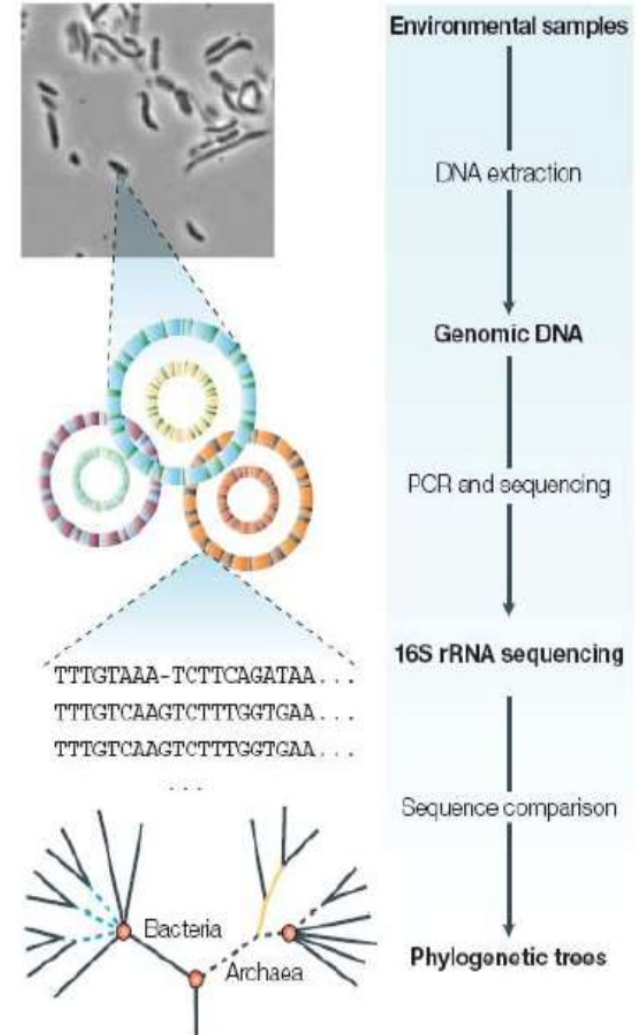 Environmental samples
DNA extraction
Genomic DNA
PCR and sequencing
16S rRNA sequencing
TTTGTAAA-TCTTCAGATAA...
TTTGTCAAGTCTTTGGTGAA...
TTTGTCAAGTCTTTGGTGAA...
...
Sequence comparison
Bacteria
Archaea
Phylogenetic trees